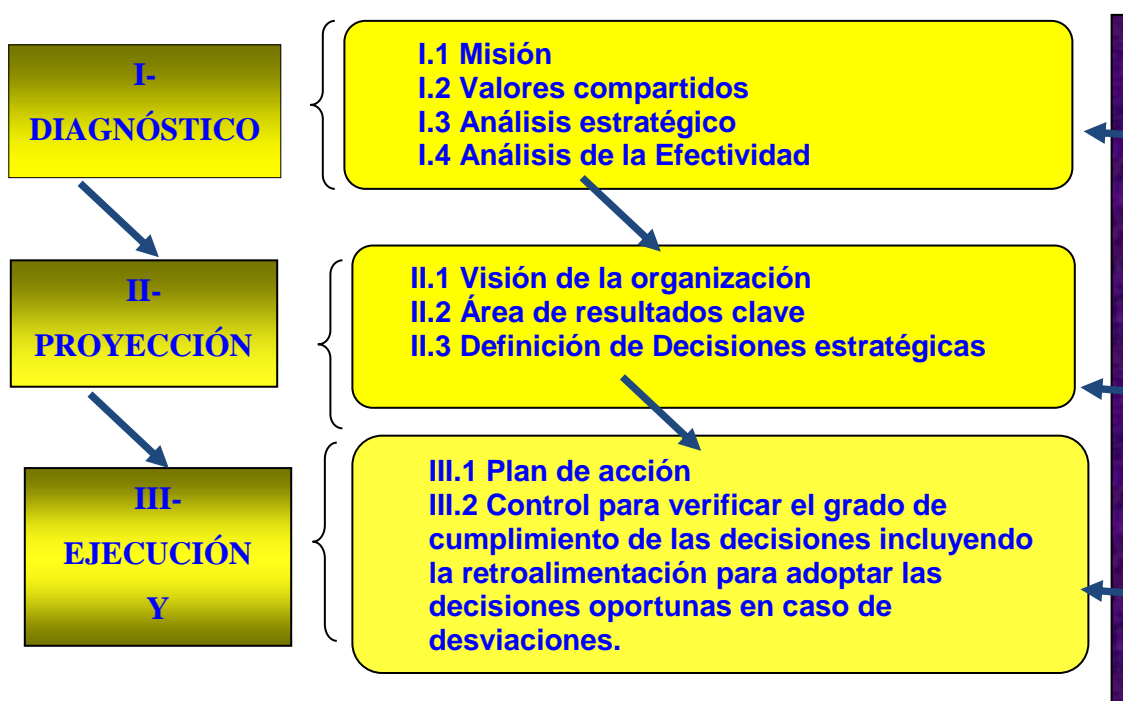 I-
DIAGNÓSTICO
I.1 Misión
I.2 Valores compartidos
I.3 Análisis estratégico
I.4 Análisis de la Efectividad
II-
PROYECCIÓN
II.1 Visión de la organización
II.2 Área de resultados clave
II.3 Definición de Decisiones estratégicas
III-
EJECUCIÓN
Y
III.1 Plan de acción
III.2 Control para verificar el grado de
cumplimiento de las decisiones incluyendo
la retroalimentación para adoptar las
decisiones oportunas en caso de
desviaciones.